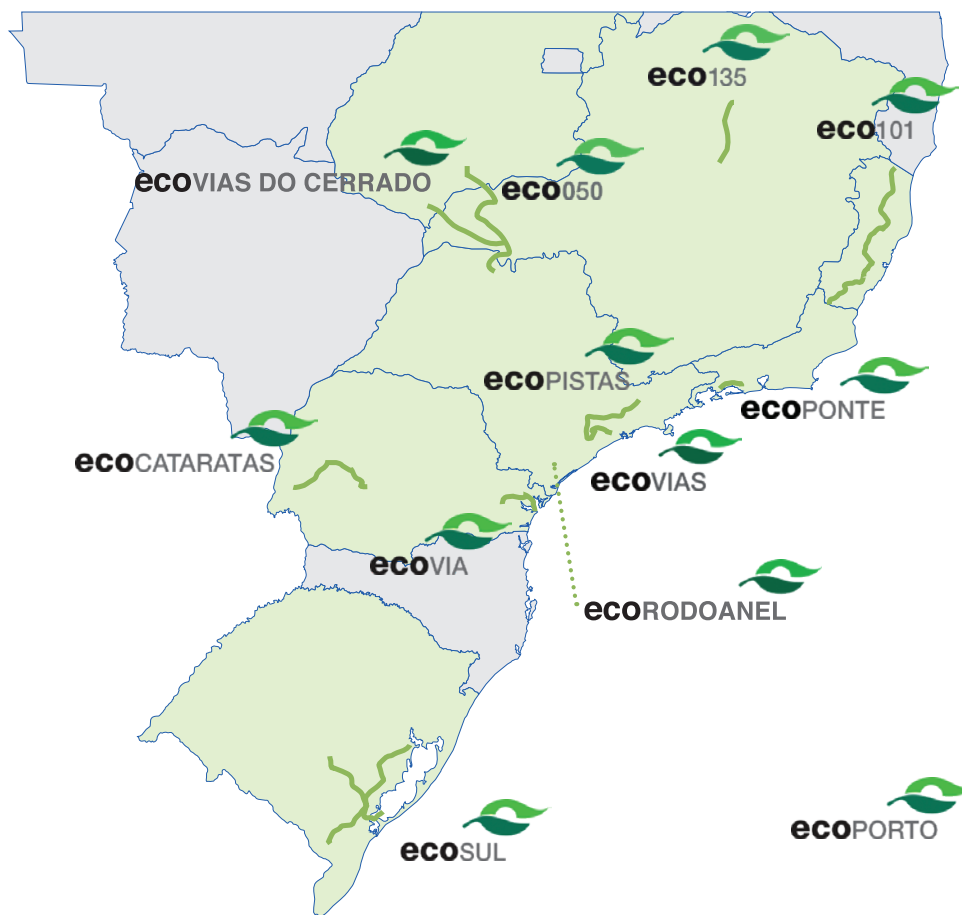 eco135
eco101
ecoVIAS DO CERRADO
eco050
ecoPISTAS
ecoPONTE
ecoCATARATAS
ecoVIAS
ecoVIA
ecoRODOANEL
ecoPORTO
ecoSUL